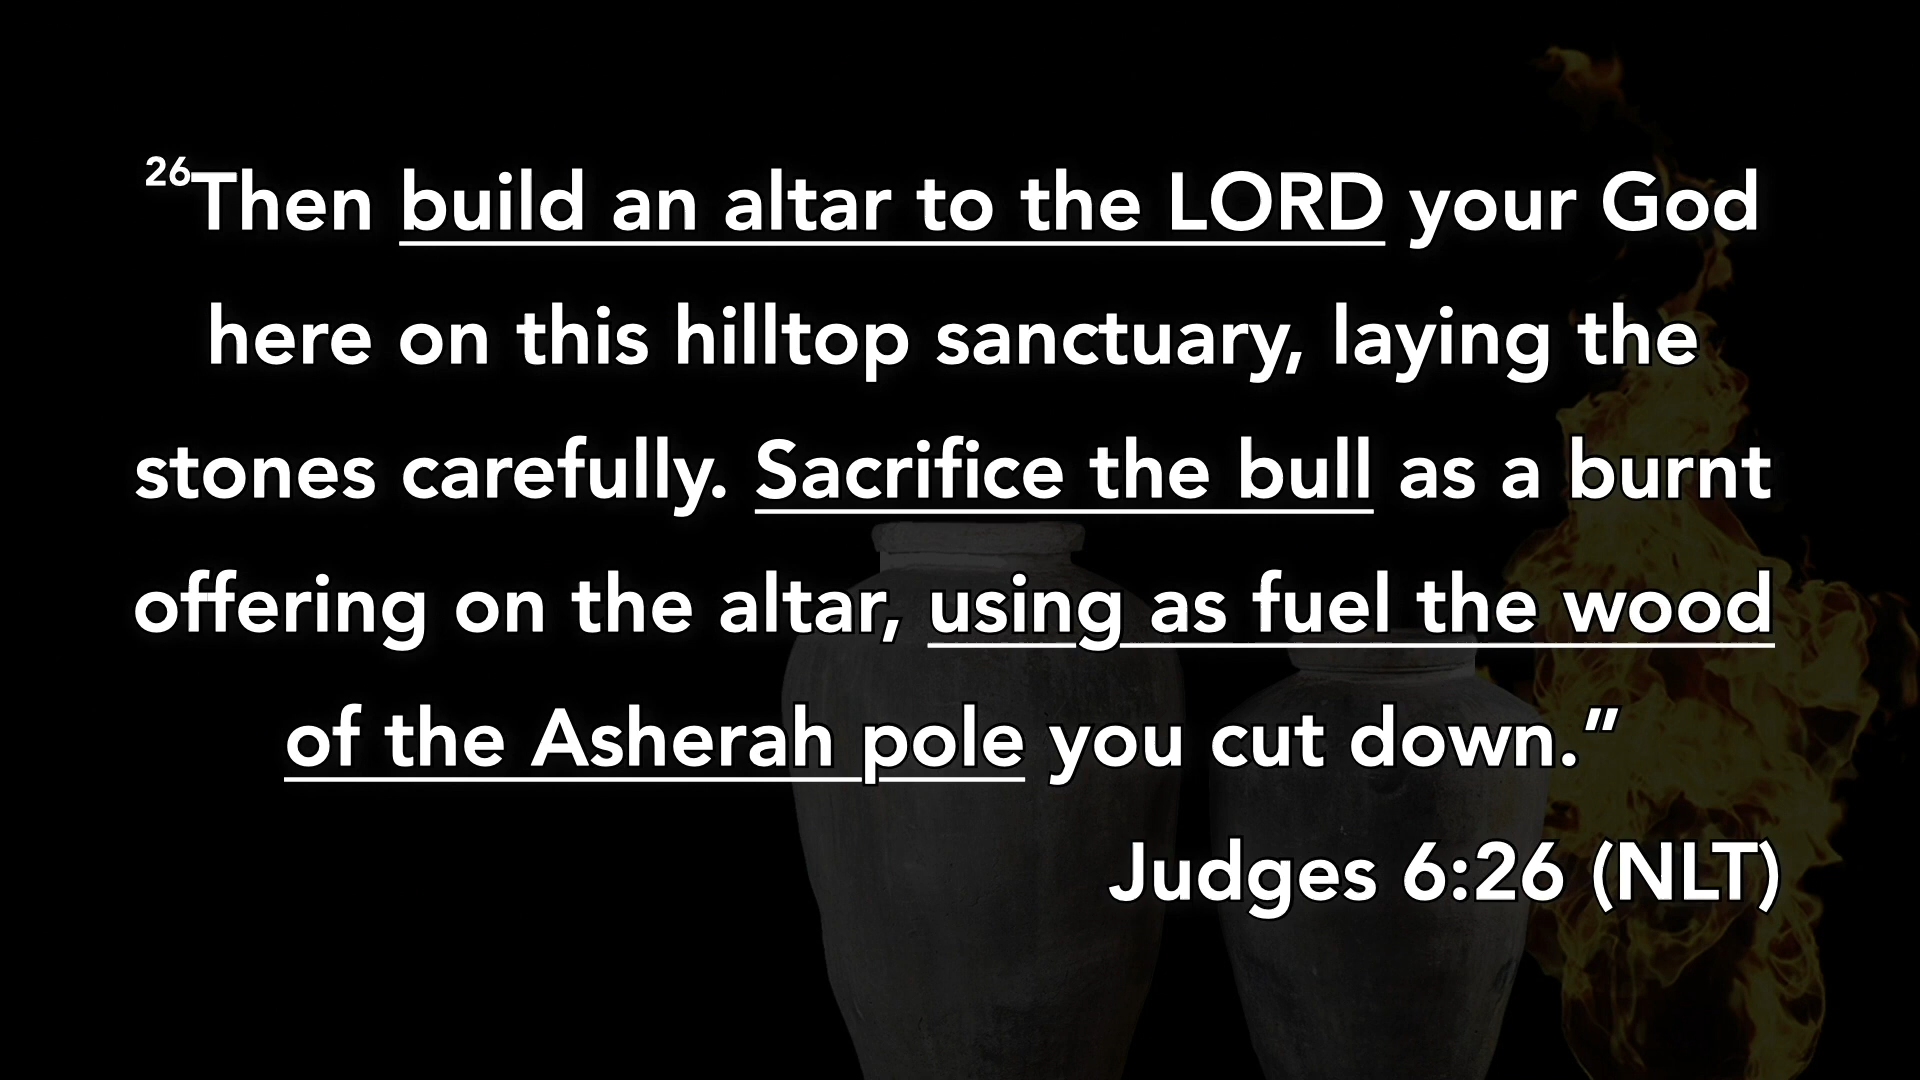 26Then build an altar to the LORD your God
here on this hilltop sanctuary, laying the
stones carefully. Sacrifice the bull as a burnt
offering on the altar, using as fuel the wood
of the Asherah pole you cut down.”
Judges 6:26 (NLT)